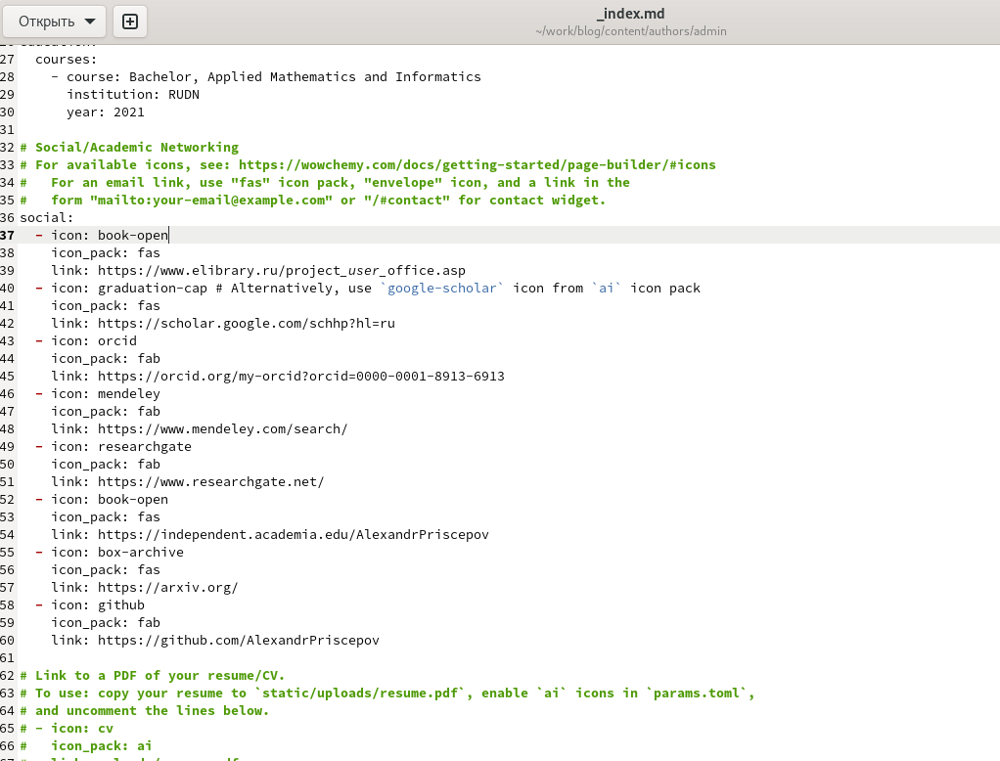 Открыть
_index.md
~/work/blog/content/authors/admin
27 courses:
28 - course: Bachelor, Applied Mathematics and Informatics
29 institution: RUDN
30 year: 2021
31
32 # Social/Academic Networking
33 # For available icons, see: https://wowchemy.com/docs/getting-started/page-builder/#icons
34 # For an email link, use "fas" icon pack, "envelope" icon, and a link in the
35 # form "mailto:your-email@example.com" or "/#contact" for contact widget.
36 social:
37 - icon: book-open
38 icon_pack: fas
39 link: https://www.elibrary.ru/project_user_office.asp
40 - icon: graduation-cap # Alternatively, use `google-scholar` icon from `ai` icon pack
41 icon_pack: fas
42 link: https://scholar.google.com/schhp?hl=ru
43 - icon: orcid
44 icon_pack: fab
45 link: https://orcid.org/my-orcid?orcid=0000-0001-8913-6913
46 - icon: mendeley
47 icon_pack: fab
48 link: https://www.mendeley.com/search/
49 - icon: researchgate
50 icon_pack: fab
51 link: https://www.researchgate.net/
52 - icon: book-open
53 icon_pack: fas
54 link: https://independent.academia.edu/AlexandrPriscepov
55 - icon: box-archive
56 icon_pack: fas
57 link: https://arxiv.org/
58 - icon: github
59 icon_pack: fab
60 link: https://github.com/AlexandrPriscepov
61
62 # Link to a PDF of your resume/CV.
63 # To use: copy your resume to `static/uploads/resume.pdf`, enable `ai` icons in `params.toml`,
64 # and uncomment the lines below.
65 # - icon: cv
66 # icon_pack: ai